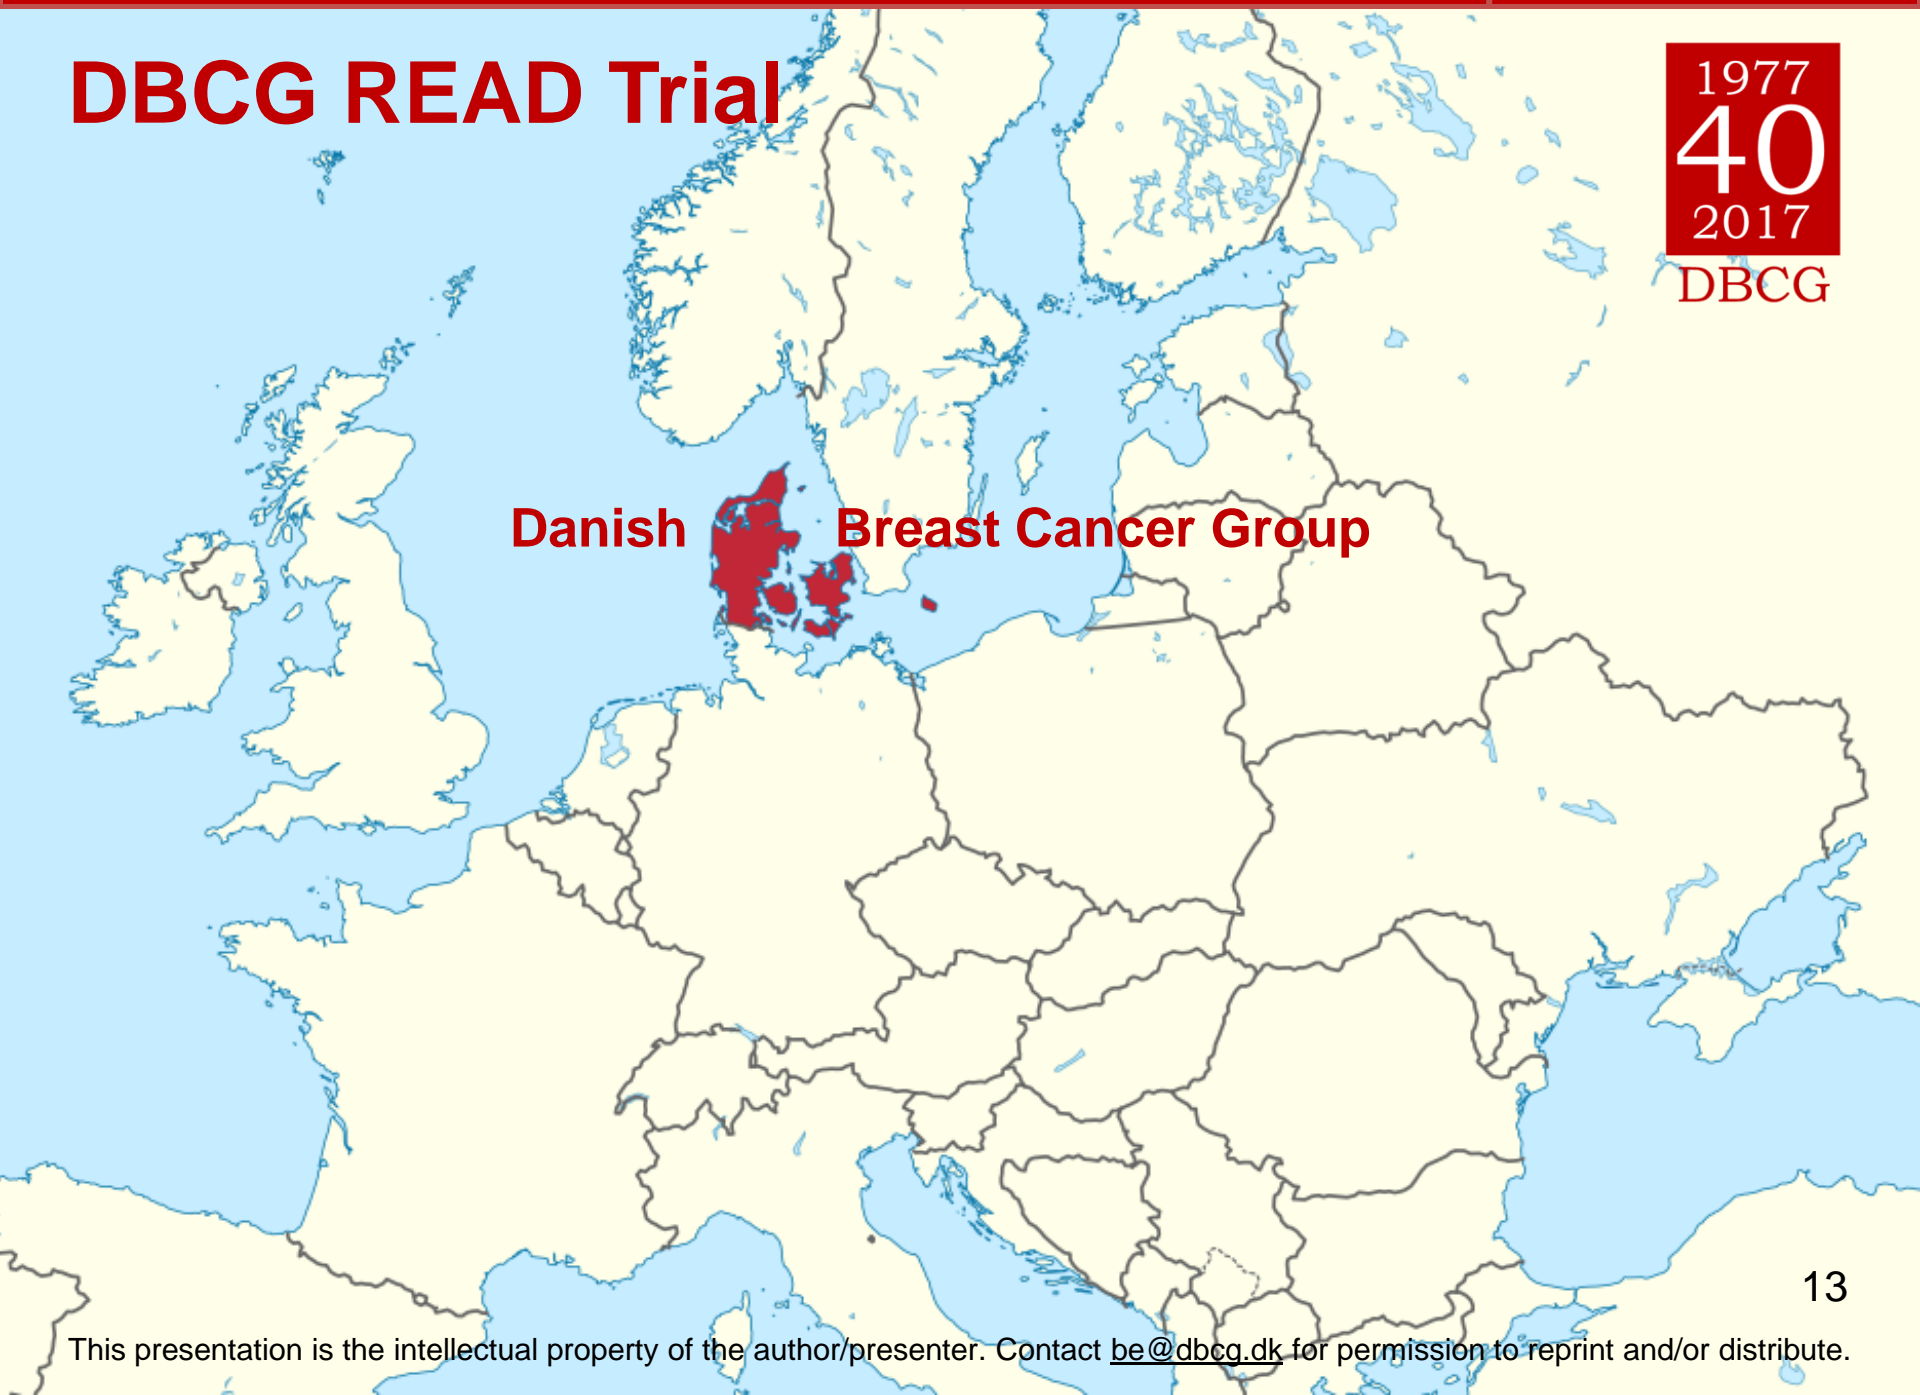 DBCG READ Trial
1977
40
2017
DBCG
Danish Breast Cancer Group
13
This presentation is the intellectual property of the author/presenter. Contact be@dbcg.dk for permission to reprint and/or distribute.